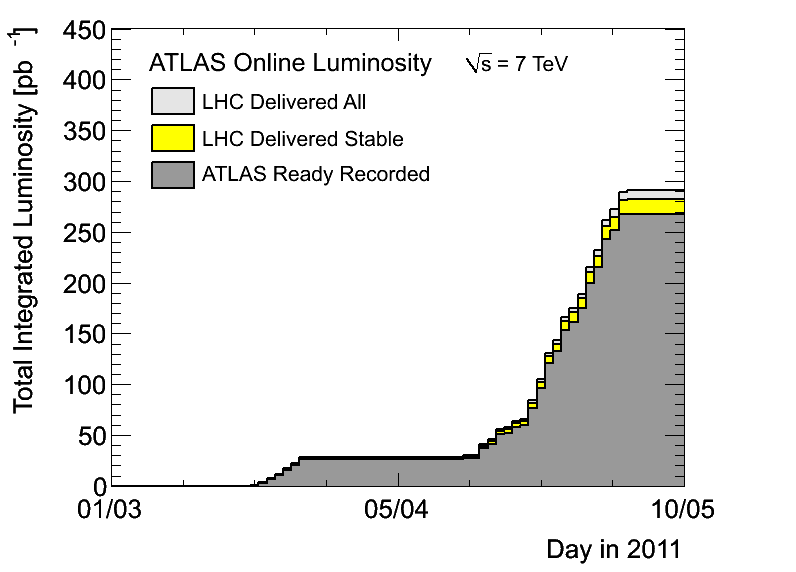 ATLAS Online Luminosity √s = 7 TeV
LHC Delivered All
LHC Delivered Stable
ATLAS Ready Recorded
Total Integrated Luminosity [pb⁻¹]
450
400
350
300
250
200
150
100
50
0
01/03 05/04 10/05
Day in 2011